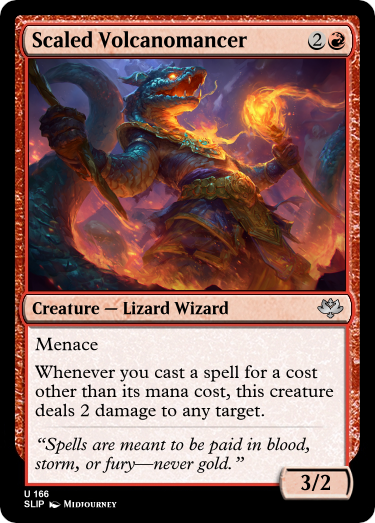 Scaled Volcanomancer 2
Creature — Lizard Wizard
Menace
Whenever you cast a spell for a cost
other than its mana cost, this creature
deals 2 damage to any target.
“Spells are meant to be paid in blood,
storm, or fury—never gold.”
3/2
U 166
SLIP Midjourney